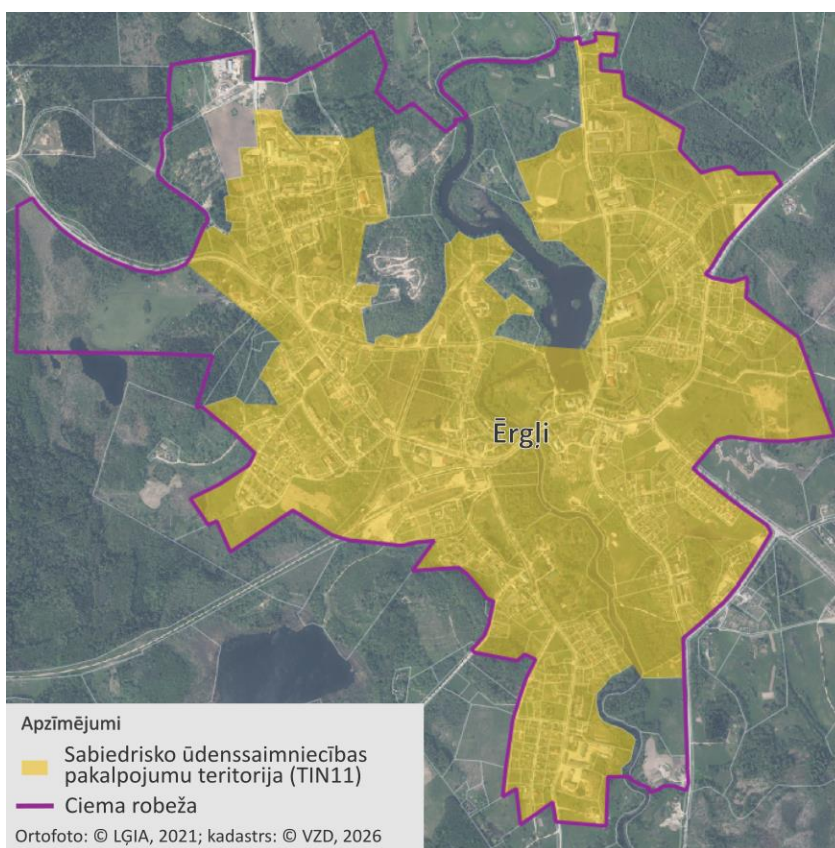 Ērgļi
Apzīmējumi
Sabiedrisko ūdenssaimniecības
pakalpojumu teritorija (TIN11)
Ciema robeža
Ortofoto: © LĢIA, 2021; kadastrs: © VZD, 2026